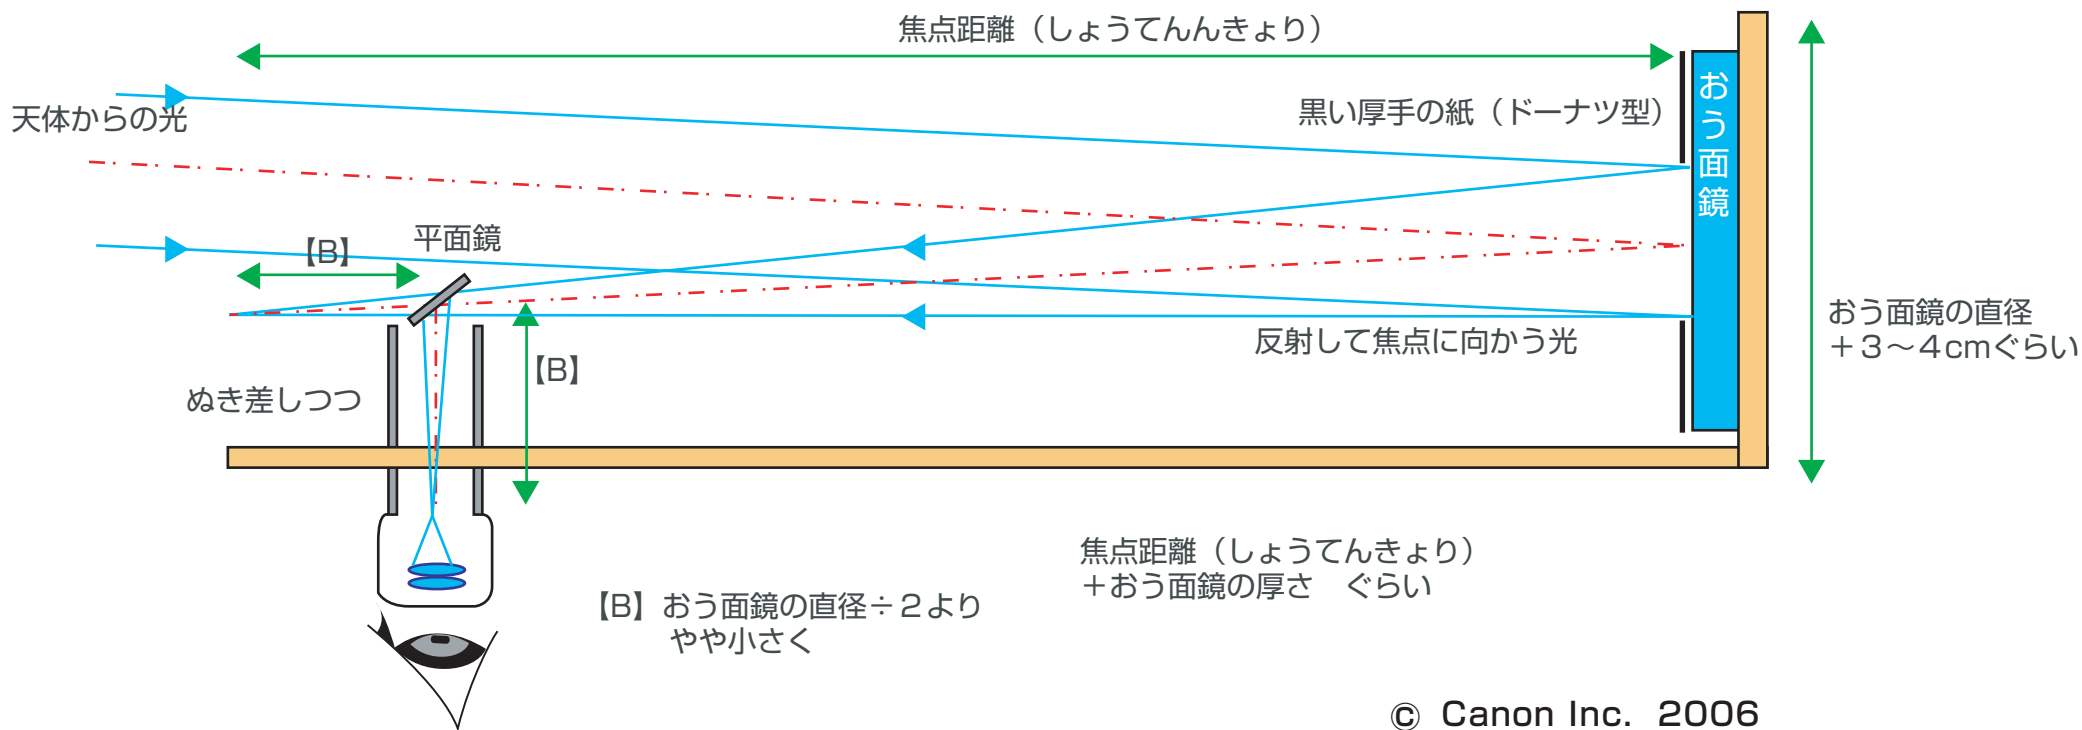 焦点距離（しょうてんんきょり）
天体からの光
黒い厚手の紙（ドーナツ型）
おう面鏡
【B】
平面鏡
反射して焦点に向かう光
おう面鏡の直径
＋３～４cmぐらい
【B】
ぬき差しつつ
焦点距離（しょうてんきょり）
＋おう面鏡の厚さ　ぐらい
【B】おう面鏡の直径÷２より
やや小さく
© Canon Inc. 2006